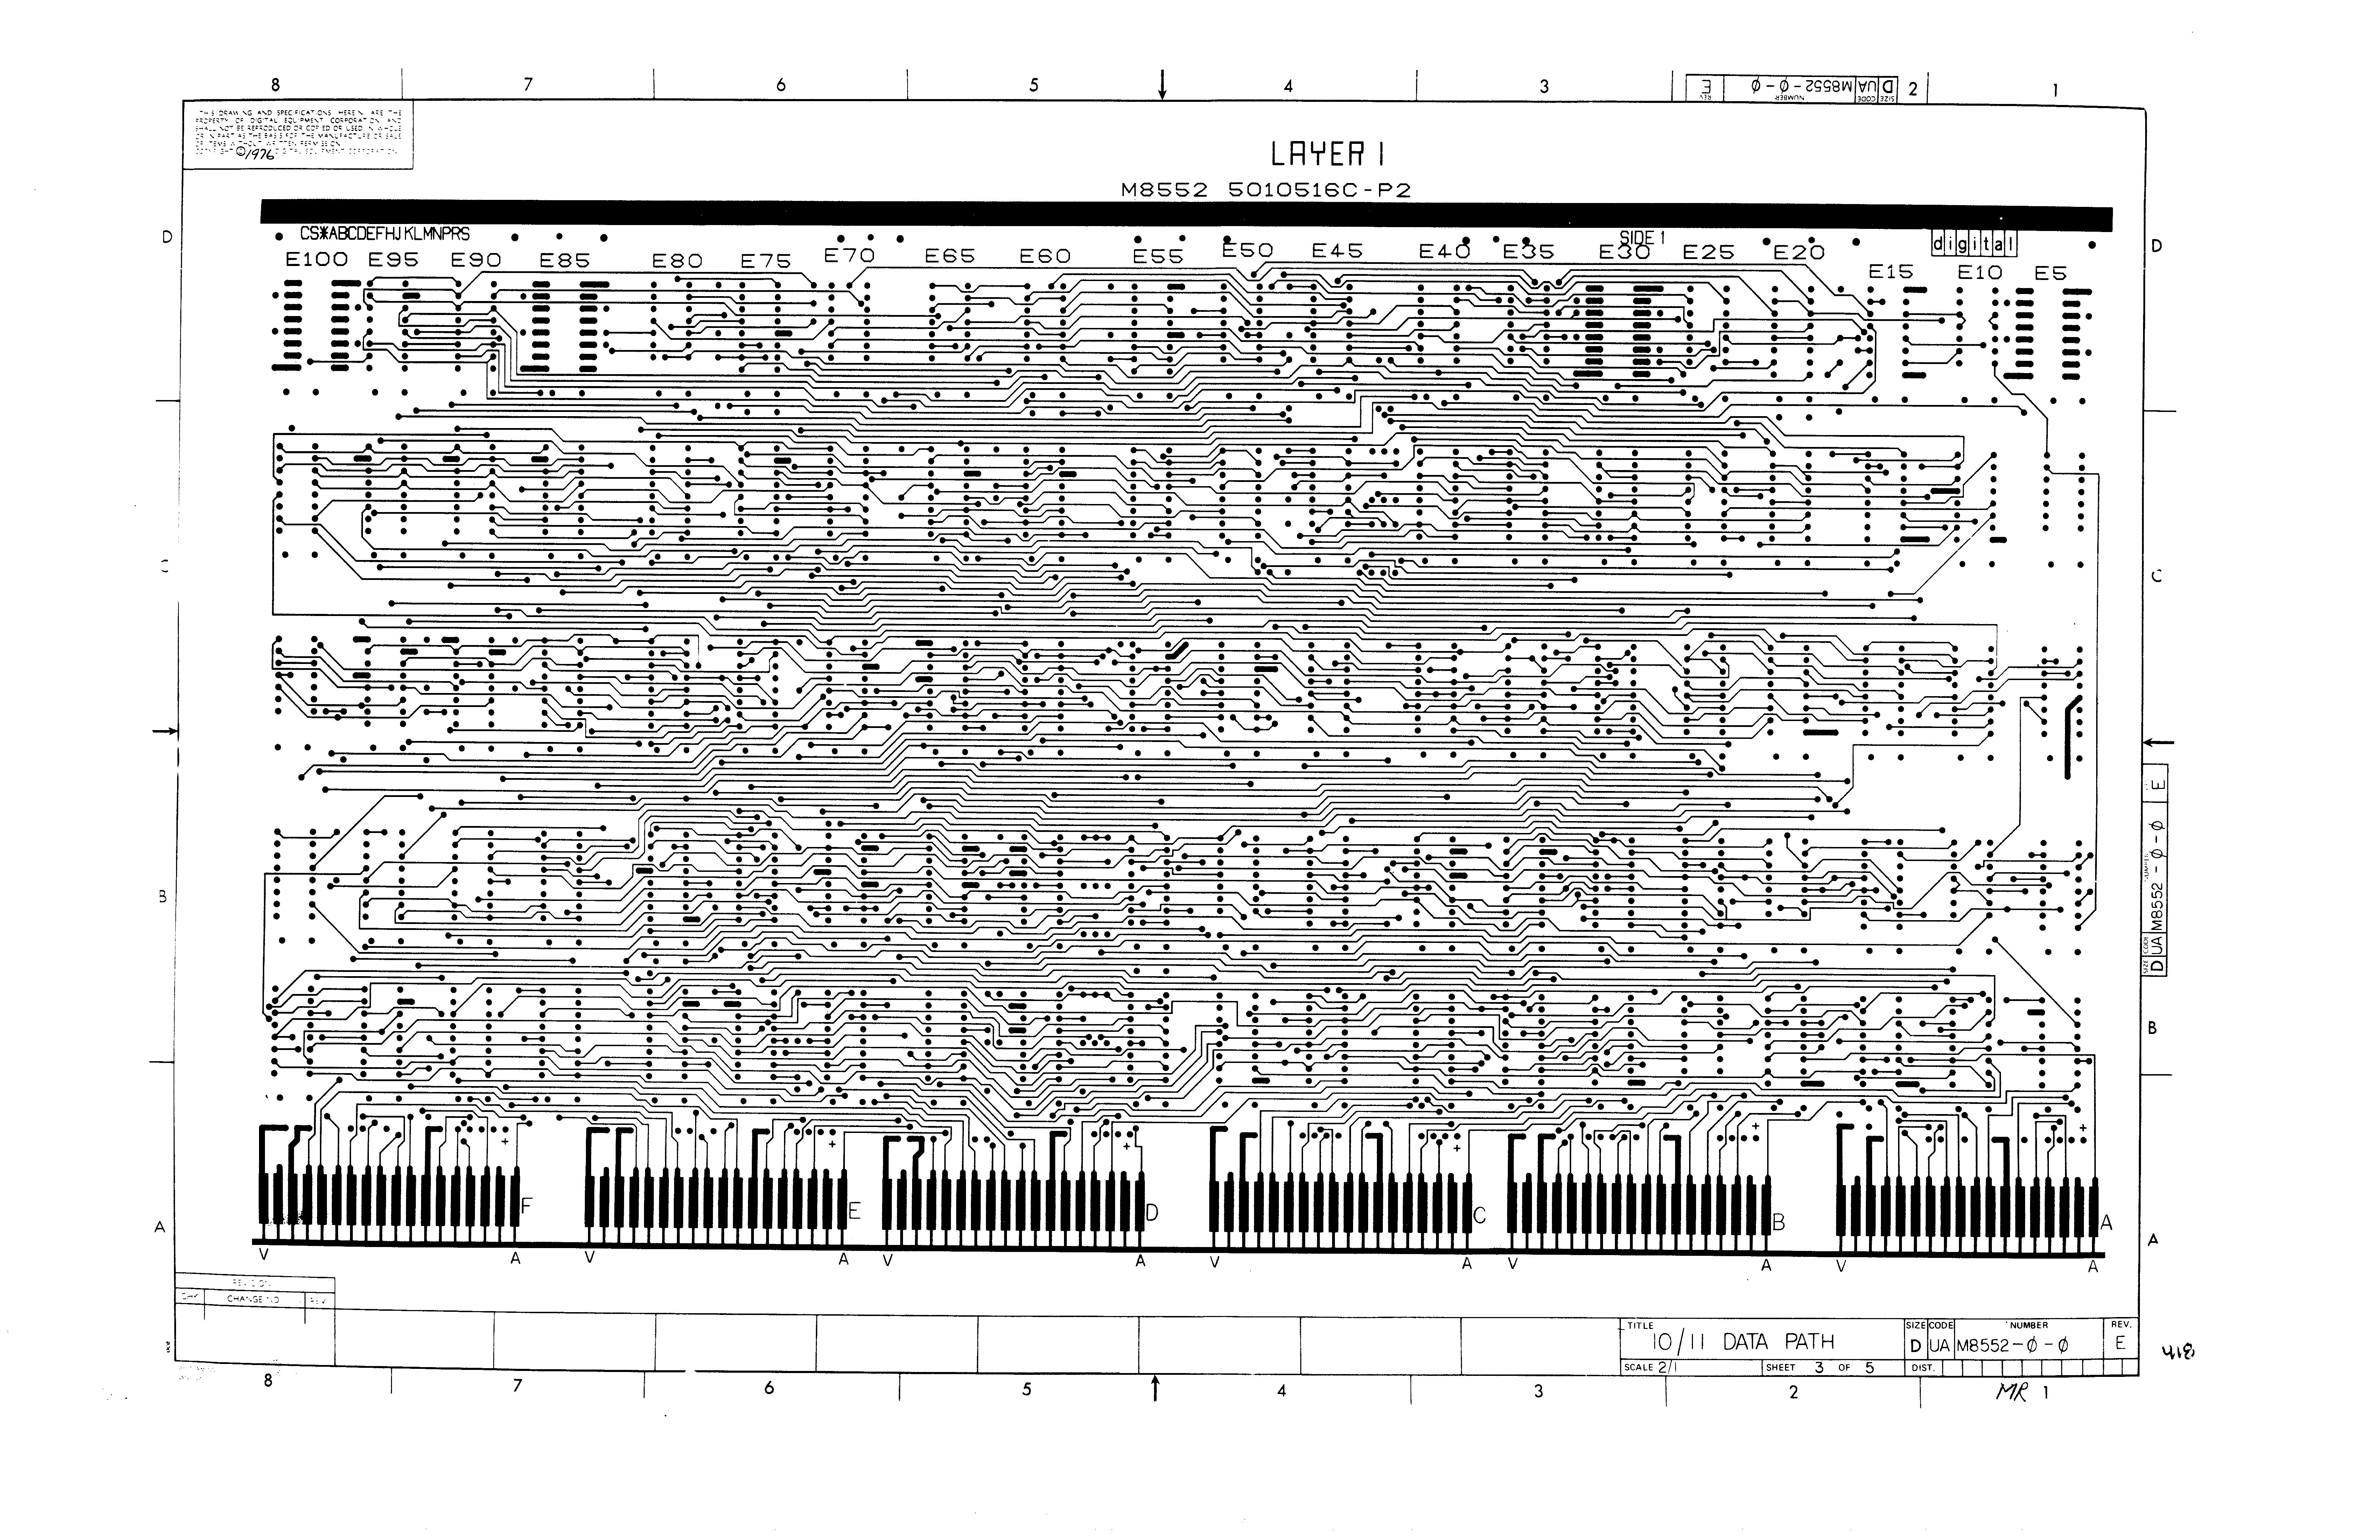 8 7 6 5 4 3 2 1
D UA M8552-Ø-Ø E
SIZE CODE NUMBER REV.
THIS DRAWING AND SPECIFICATIONS, HEREIN, ARE THE
PROPERTY OF DIGITAL EQUIPMENT CORPORATION AND
SHALL NOT BE REPRODUCED OR COPIED OR USED IN WHOLE
OR IN PART AS THE BASIS FOR THE MANUFACTURE OR SALE
OF ITEMS WITHOUT WRITTEN PERMISSION.
COPYRIGHT © 1976 DIGITAL EQUIPMENT CORPORATION
LAYER 1
M8552 5010516C-P2
D D
CS*ABCDEFHJKLMNPRS
SIDE 1
digital
E100 E95 E90 E85 E80 E75 E70 E65 E60 E55 E50 E45 E40 E35 E30 E25 E20 E15 E10 E5
C C
B
SIZE CODE D UA M8552-Ø-Ø E
B
F E D C B A
A A
V A V A V A V A V A V A
REVISION
CHK CHANGE NO REV
TITLE
10/11 DATA PATH
SIZE CODE NUMBER REV.
D UA M8552-Ø-Ø E
SCALE 2/1 SHEET 3 OF 5 DIST.
8 7 6 5 4 3 2 MR 1